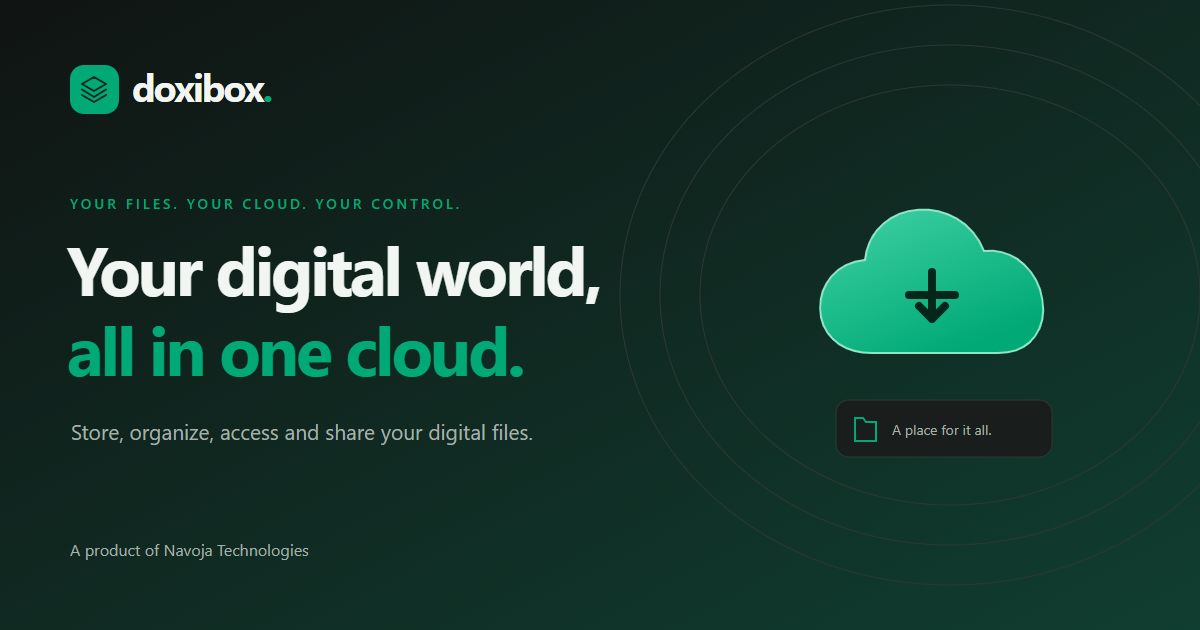 doxibox.
YOUR FILES. YOUR CLOUD. YOUR CONTROL.
Your digital world,
all in one cloud.
Store, organize, access and share your digital files.
A place for it all.
A product of Navoja Technologies